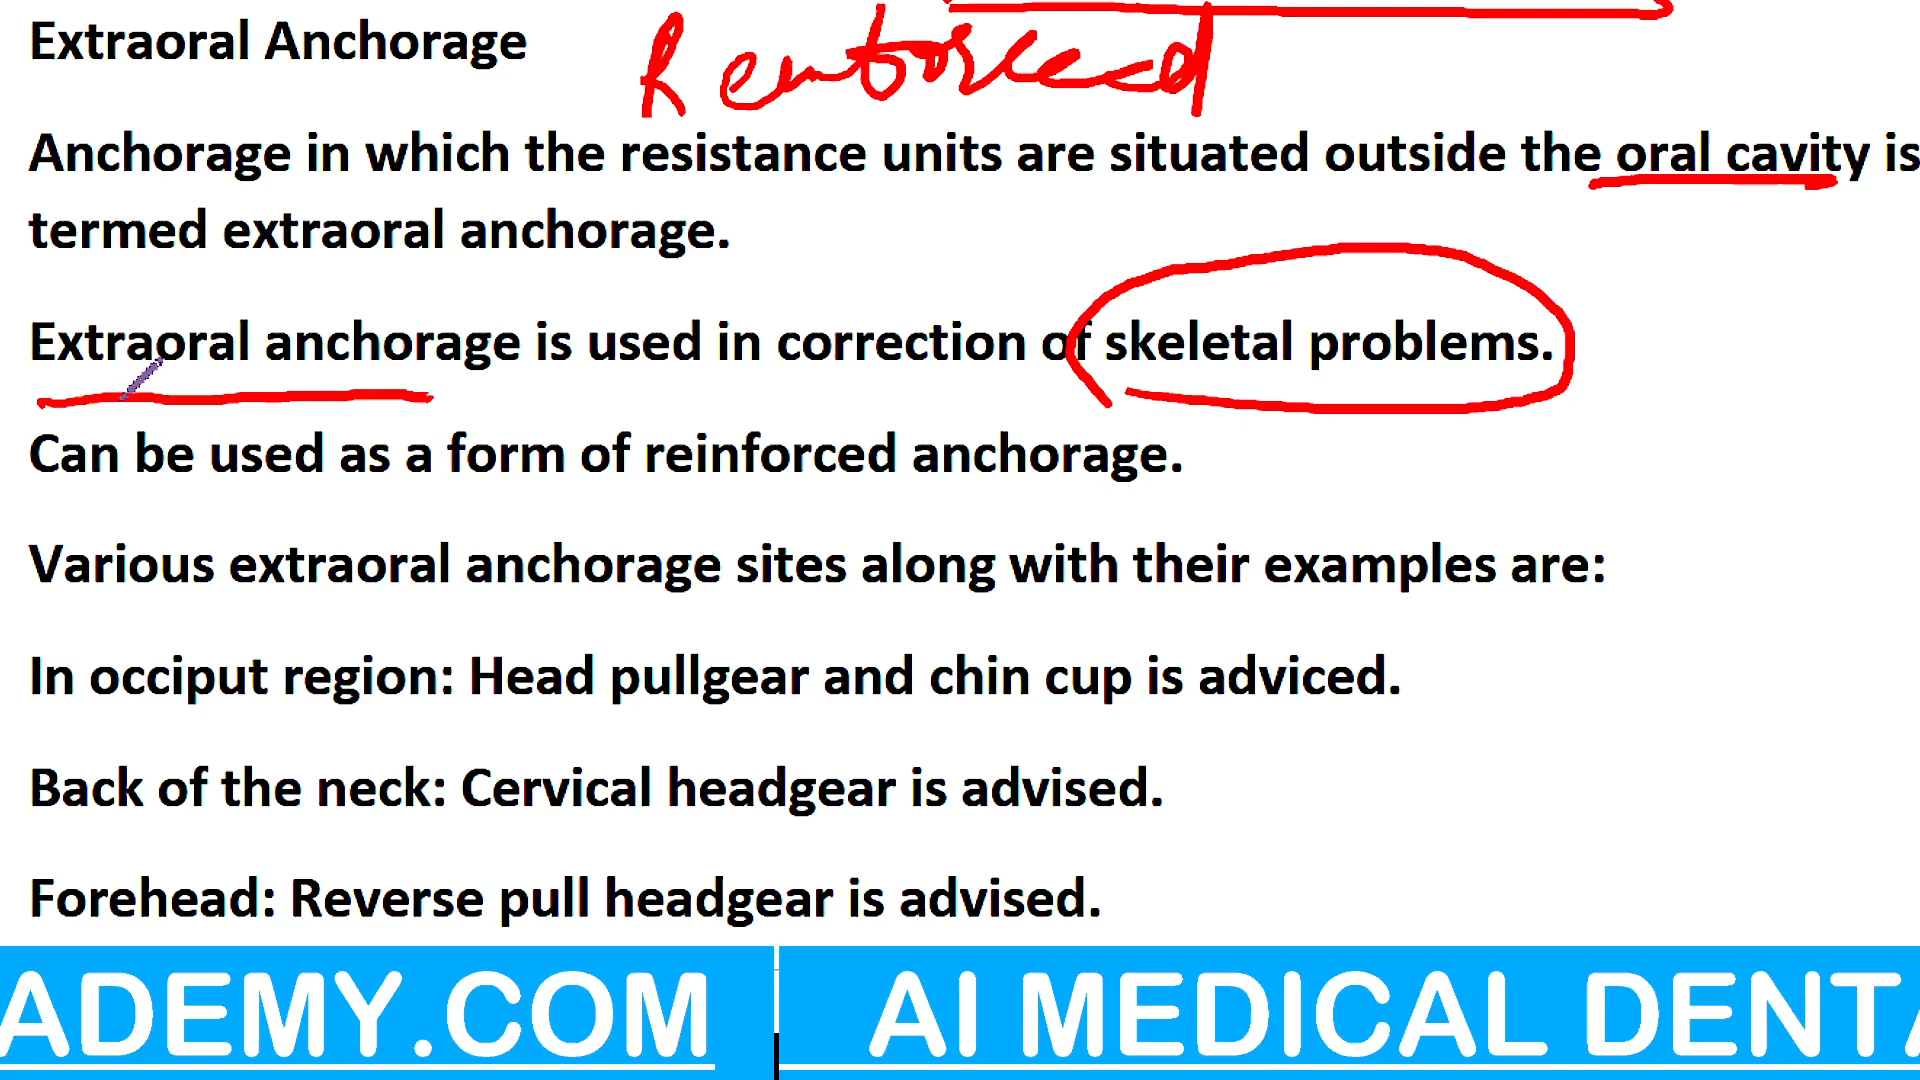 Extraoral Anchorage
Reinforced
Anchorage in which the resistance units are situated outside the oral cavity is
termed extraoral anchorage.
Extraoral anchorage is used in correction of skeletal problems.
Can be used as a form of reinforced anchorage.
Various extraoral anchorage sites along with their examples are:
In occiput region: Head pullgear and chin cup is adviced.
Back of the neck: Cervical headgear is advised.
Forehead: Reverse pull headgear is advised.
ADEMY.COM AI MEDICAL DENTA